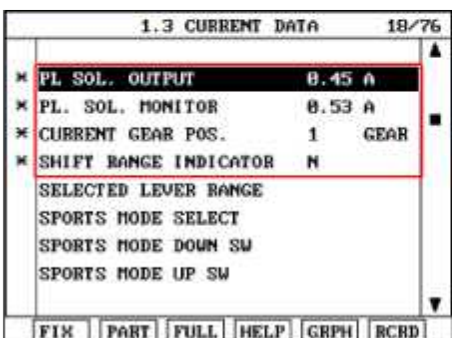 1.3 CURRENT DATA 18/76
* PL SOL. OUTPUT 0.45 A
* PL. SOL. MONITOR 0.53 A
* CURRENT GEAR POS. 1 GEAR
* SHIFT RANGE INDICATOR N
SELECTED LEVER RANGE
SPORTS MODE SELECT
SPORTS MODE DOWN SW
SPORTS MODE UP SW
FIX PART FULL HELP GRPH RCRD